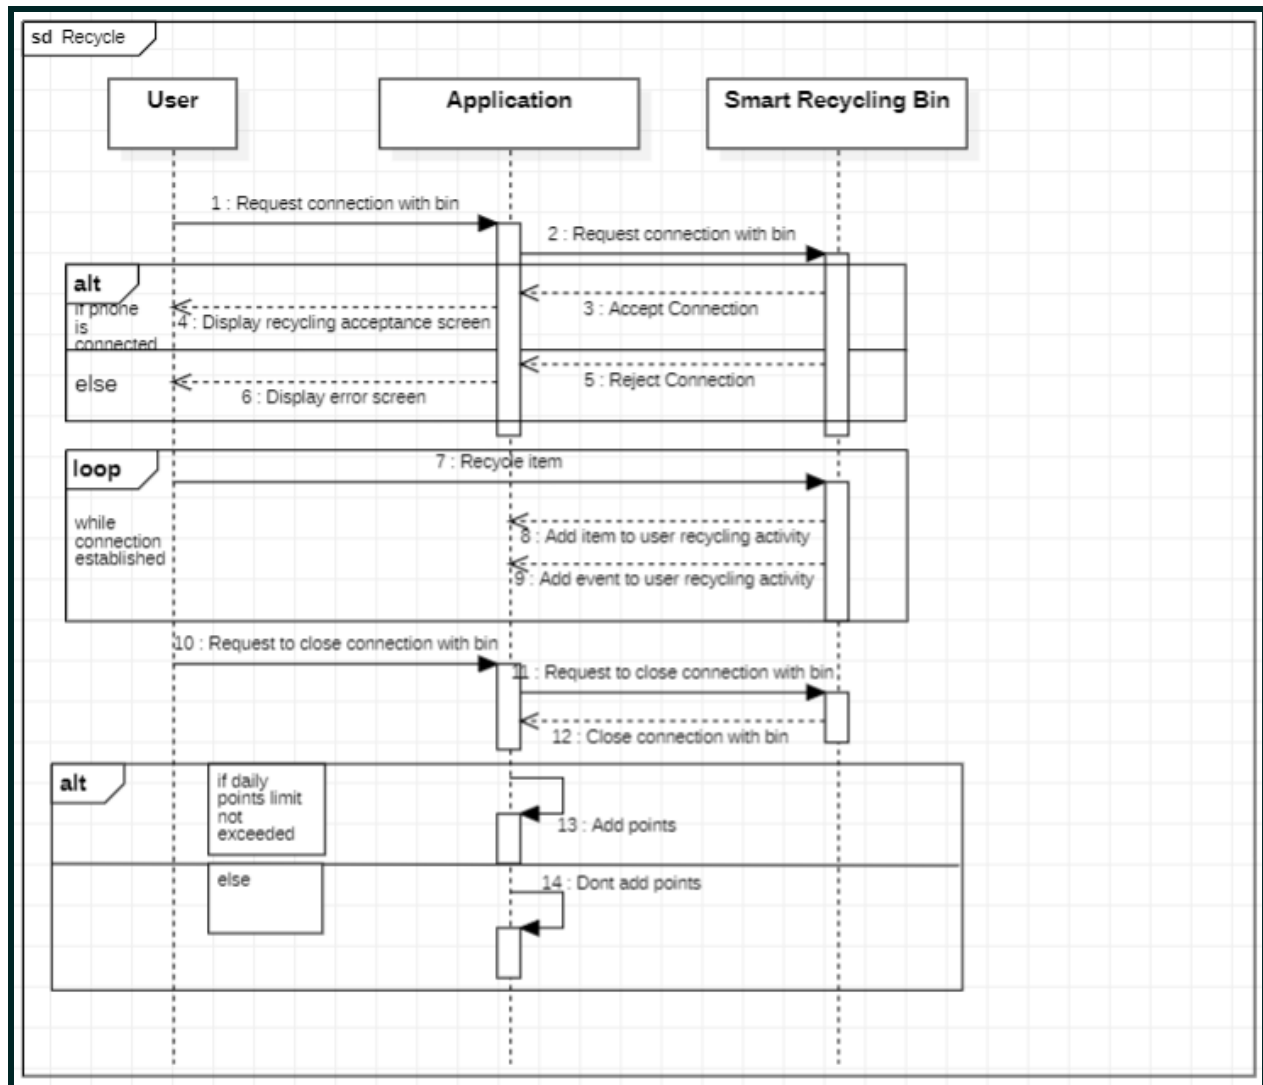 sd Recycle
User
Application
Smart Recycling Bin
1 : Request connection with bin
2 : Request connection with bin
alt
if phone
is
connected
3 : Accept Connection
4 : Display recycling acceptance screen
else
5 : Reject Connection
6 : Display error screen
loop
7 : Recycle item
while
connection
established
8 : Add item to user recycling activity
9 : Add event to user recycling activity
10 : Request to close connection with bin
11 : Request to close connection with bin
12 : Close connection with bin
alt
if daily
points limit
not
exceeded
13 : Add points
else
14 : Dont add points